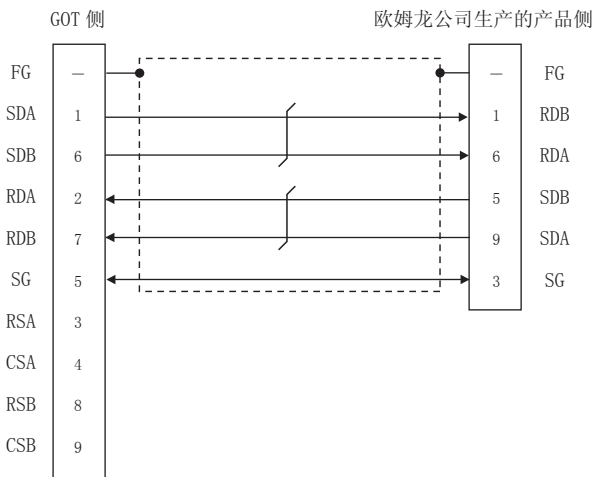 GOT 侧 欧姆龙公司生产的产品侧
FG — — FG
SDA 1 1 RDB
SDB 6 6 RDA
RDA 2 5 SDB
RDB 7 9 SDA
SG 5 3 SG
RSA 3
CSA 4
RSB 8
CSB 9